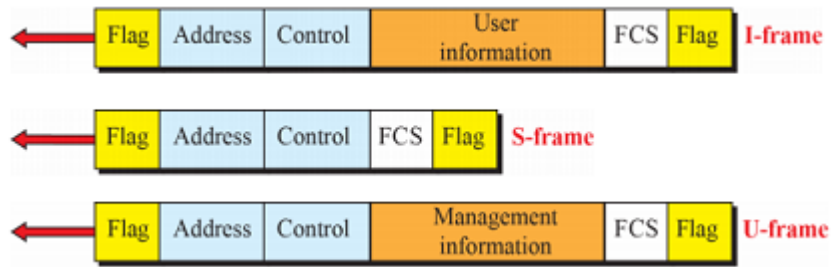 Flag Address Control User information FCS Flag I-frame
Flag Address Control FCS Flag S-frame
Flag Address Control Management information FCS Flag U-frame